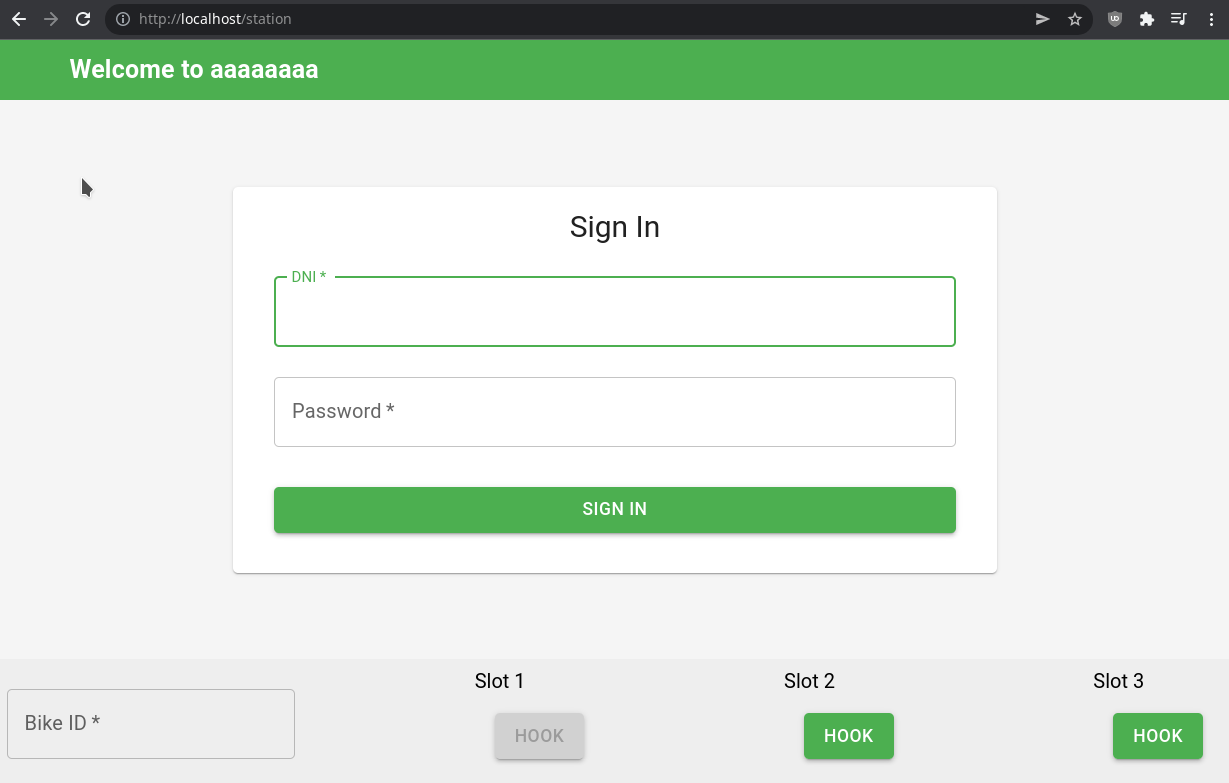 http://localhost/station
Welcome to aaaaaaaa
Sign In
DNI *
Password *
SIGN IN
Slot 1
Slot 2
Slot 3
Bike ID *
HOOK
HOOK
HOOK